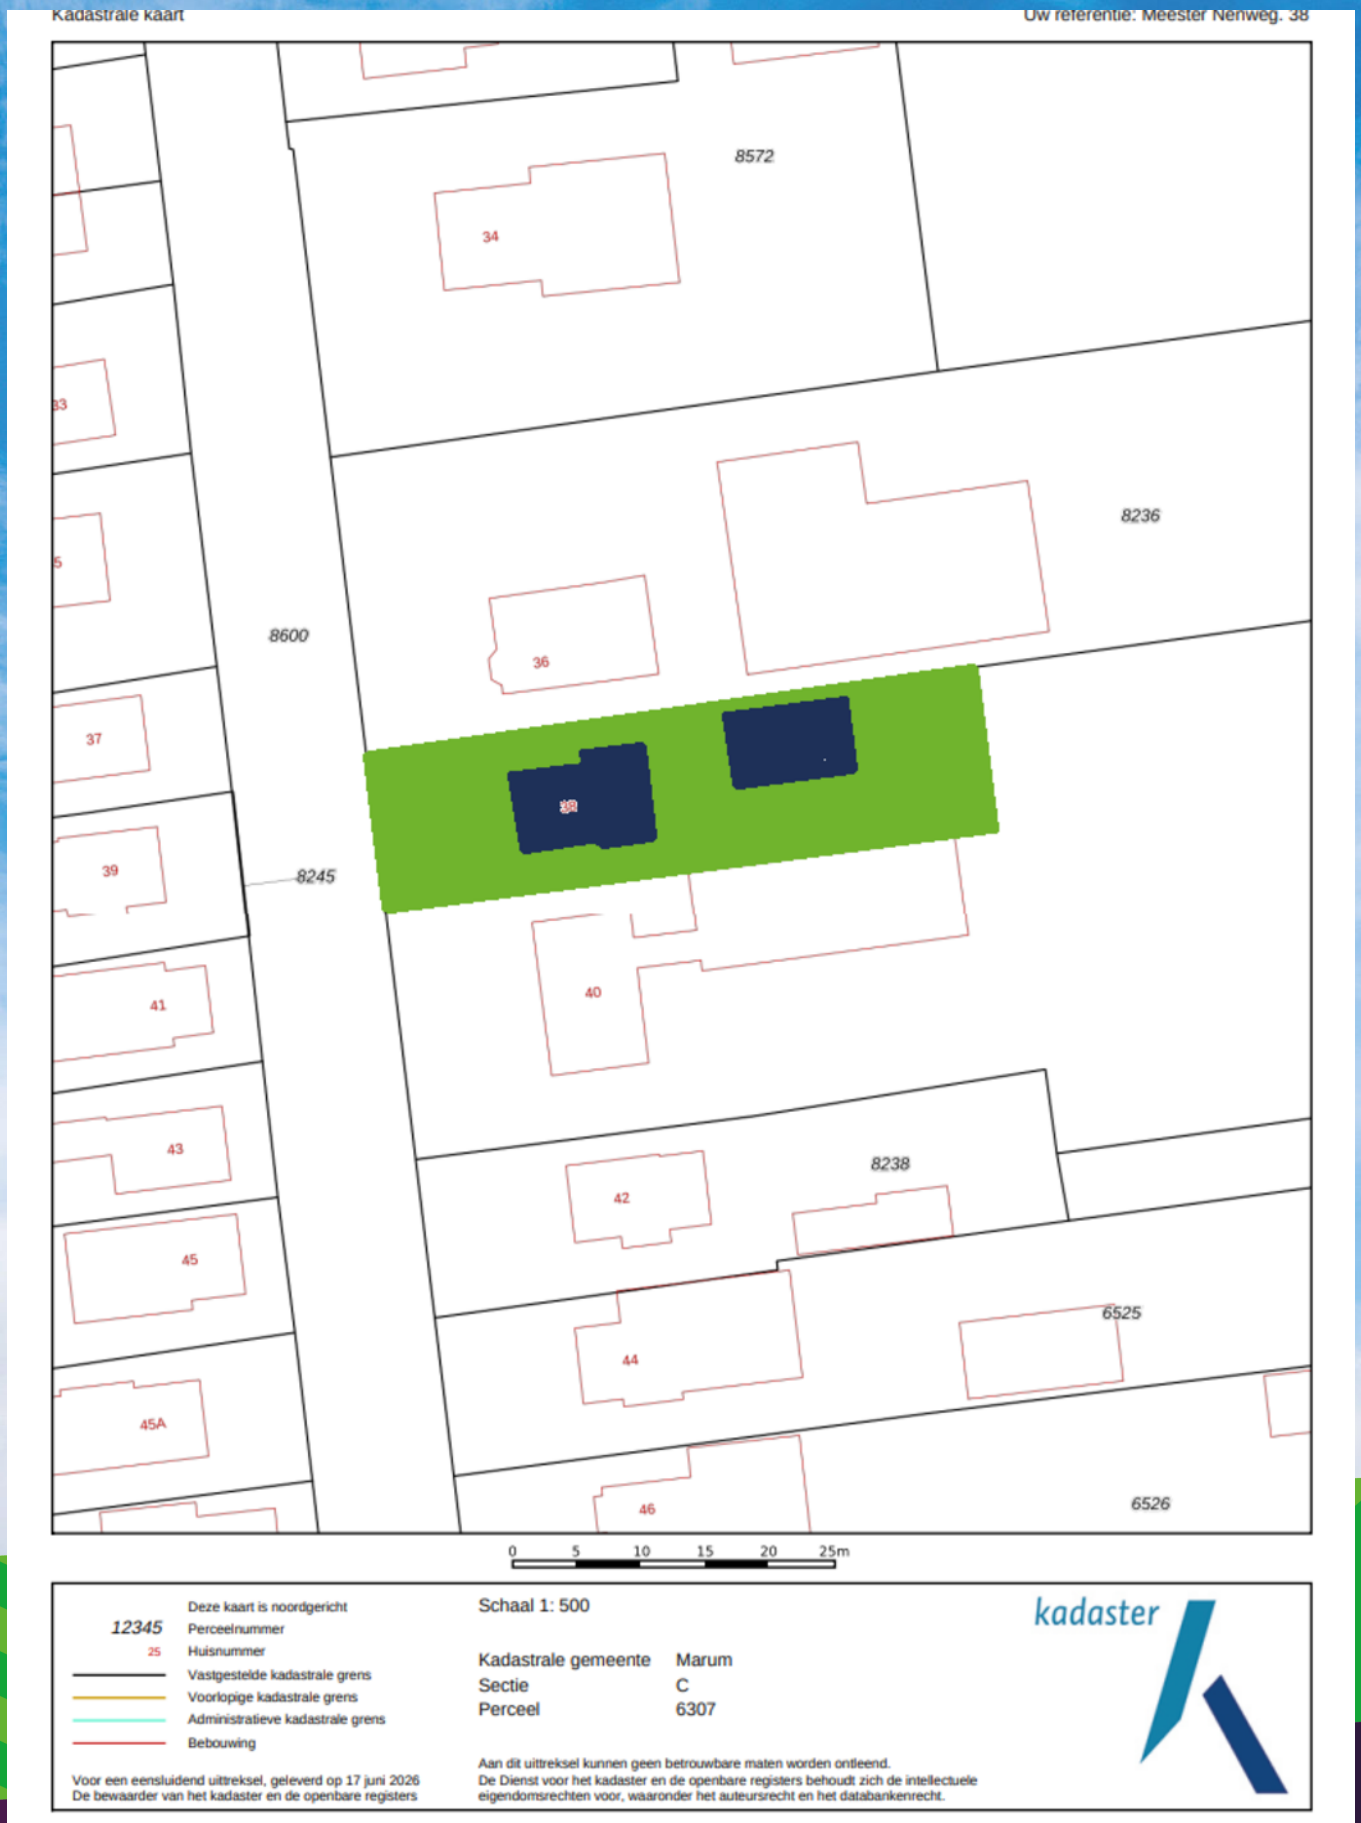 Kadastrale kaart
Uw referentie: Meester Nenweg. 38
8572
34
33
8236
5
8600
36
37
38
39
8245
41
40
43
8238
42
45
6525
44
45A
6526
46
0 5 10 15 20 25m
Deze kaart is noordgericht
12345 Perceelnummer
25 Huisnummer
Vastgestelde kadastrale grens
Voorlopige kadastrale grens
Administratieve kadastrale grens
Bebouwing
Voor een eensluidend uittreksel, geleverd op 17 juni 2026
De bewaarder van het kadaster en de openbare registers
Schaal 1: 500
Kadastrale gemeente Marum
Sectie C
Perceel 6307
Aan dit uittreksel kunnen geen betrouwbare maten worden ontleend.
De Dienst voor het kadaster en de openbare registers behoudt zich de intellectuele
eigendomsrechten voor, waaronder het auteursrecht en het databankenrecht.
kadaster